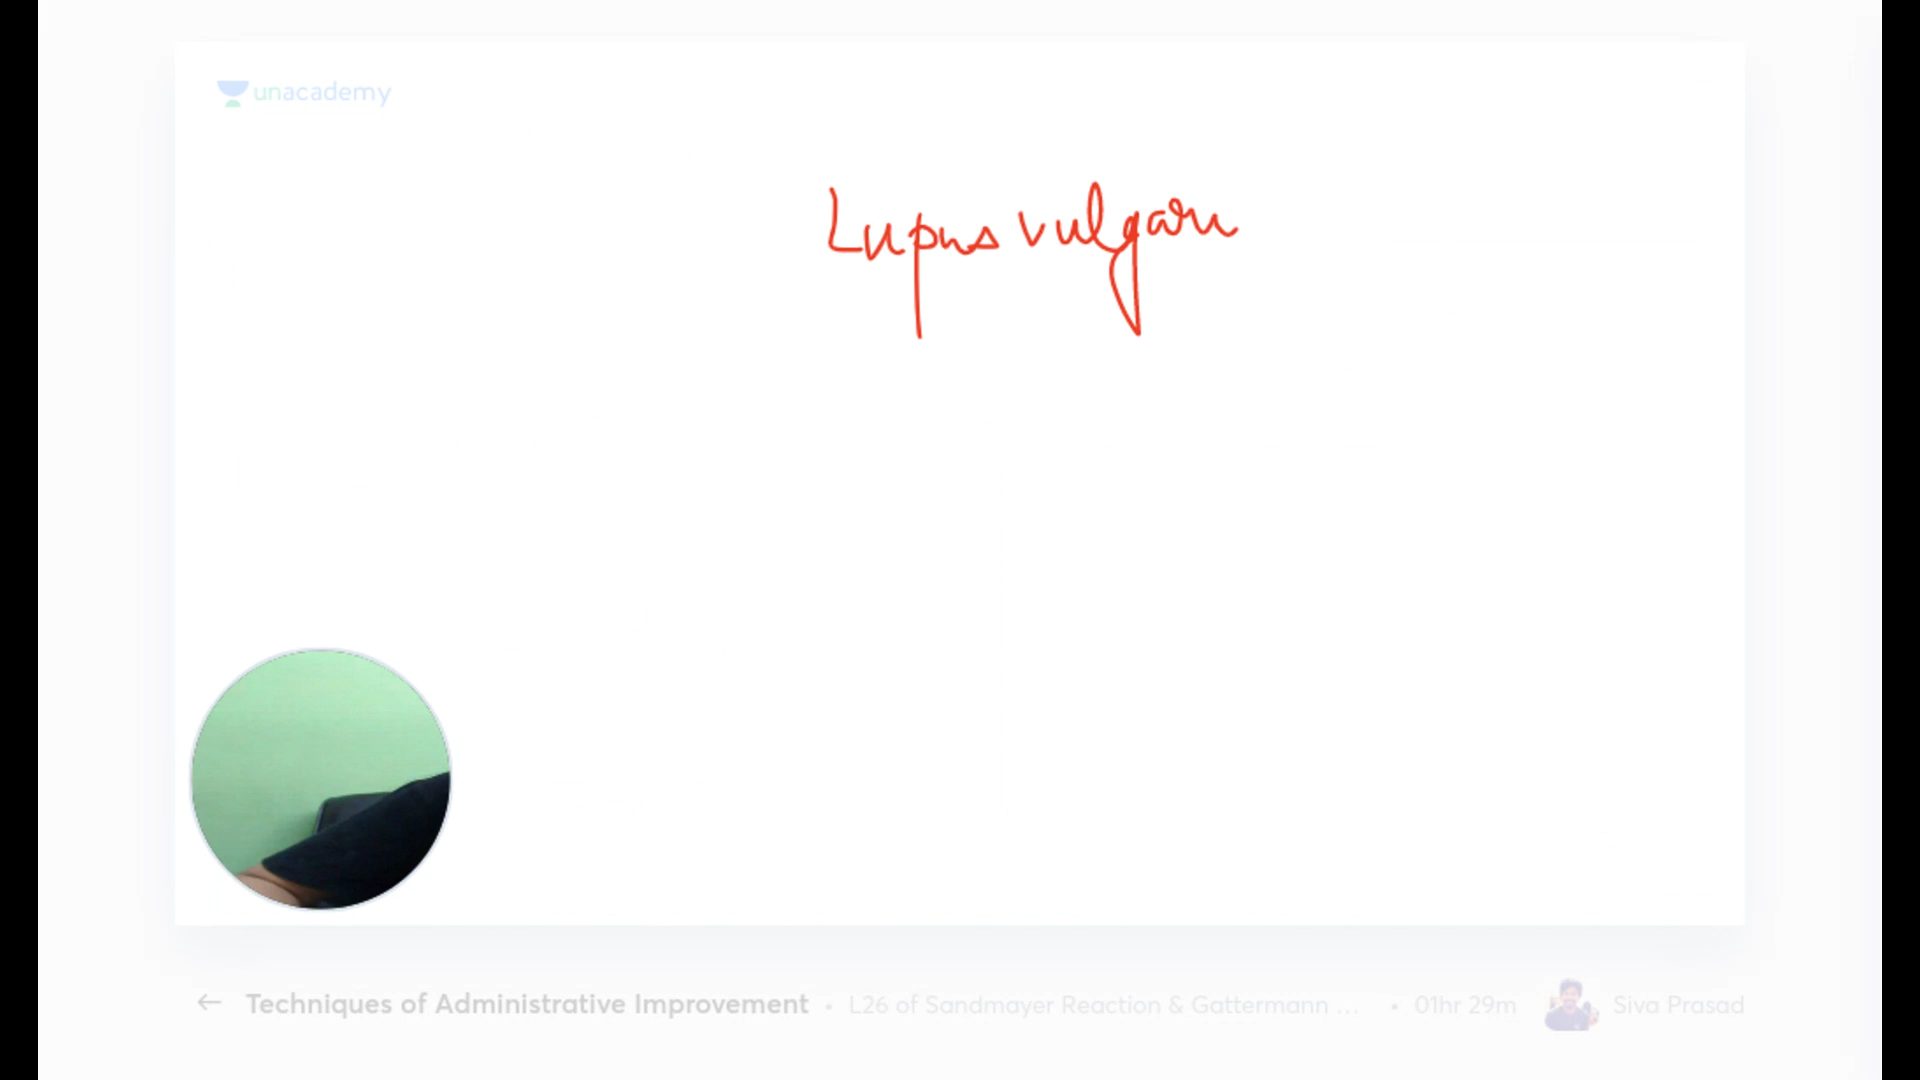 unacademy
Lupus vulgaris
Techniques of Administrative Improvement • L26 of Sandmayer Reaction & Gattermann ... • 01hr 29m Siva Prasad